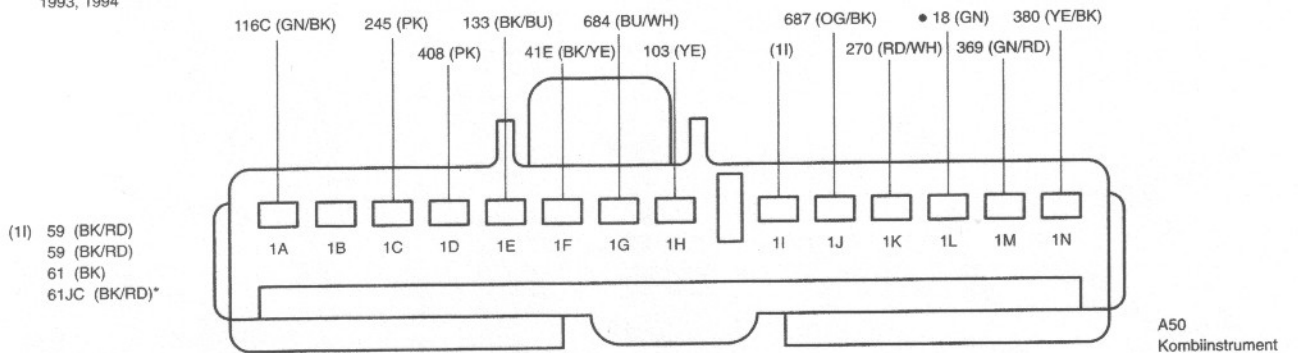 1993, 1994
116C (GN/BK) 245 (PK) 133 (BK/BU) 684 (BU/WH) 687 (OG/BK) • 18 (GN) 380 (YE/BK)
408 (PK) 41E (BK/YE) 103 (YE) (1I) 270 (RD/WH) 369 (GN/RD)
(1I) 59 (BK/RD)
59 (BK/RD)
61 (BK)
61JC (BK/RD)*
1A 1B 1C 1D 1E 1F 1G 1H 1I 1J 1K 1L 1M 1N
A50
Kombiinstrument